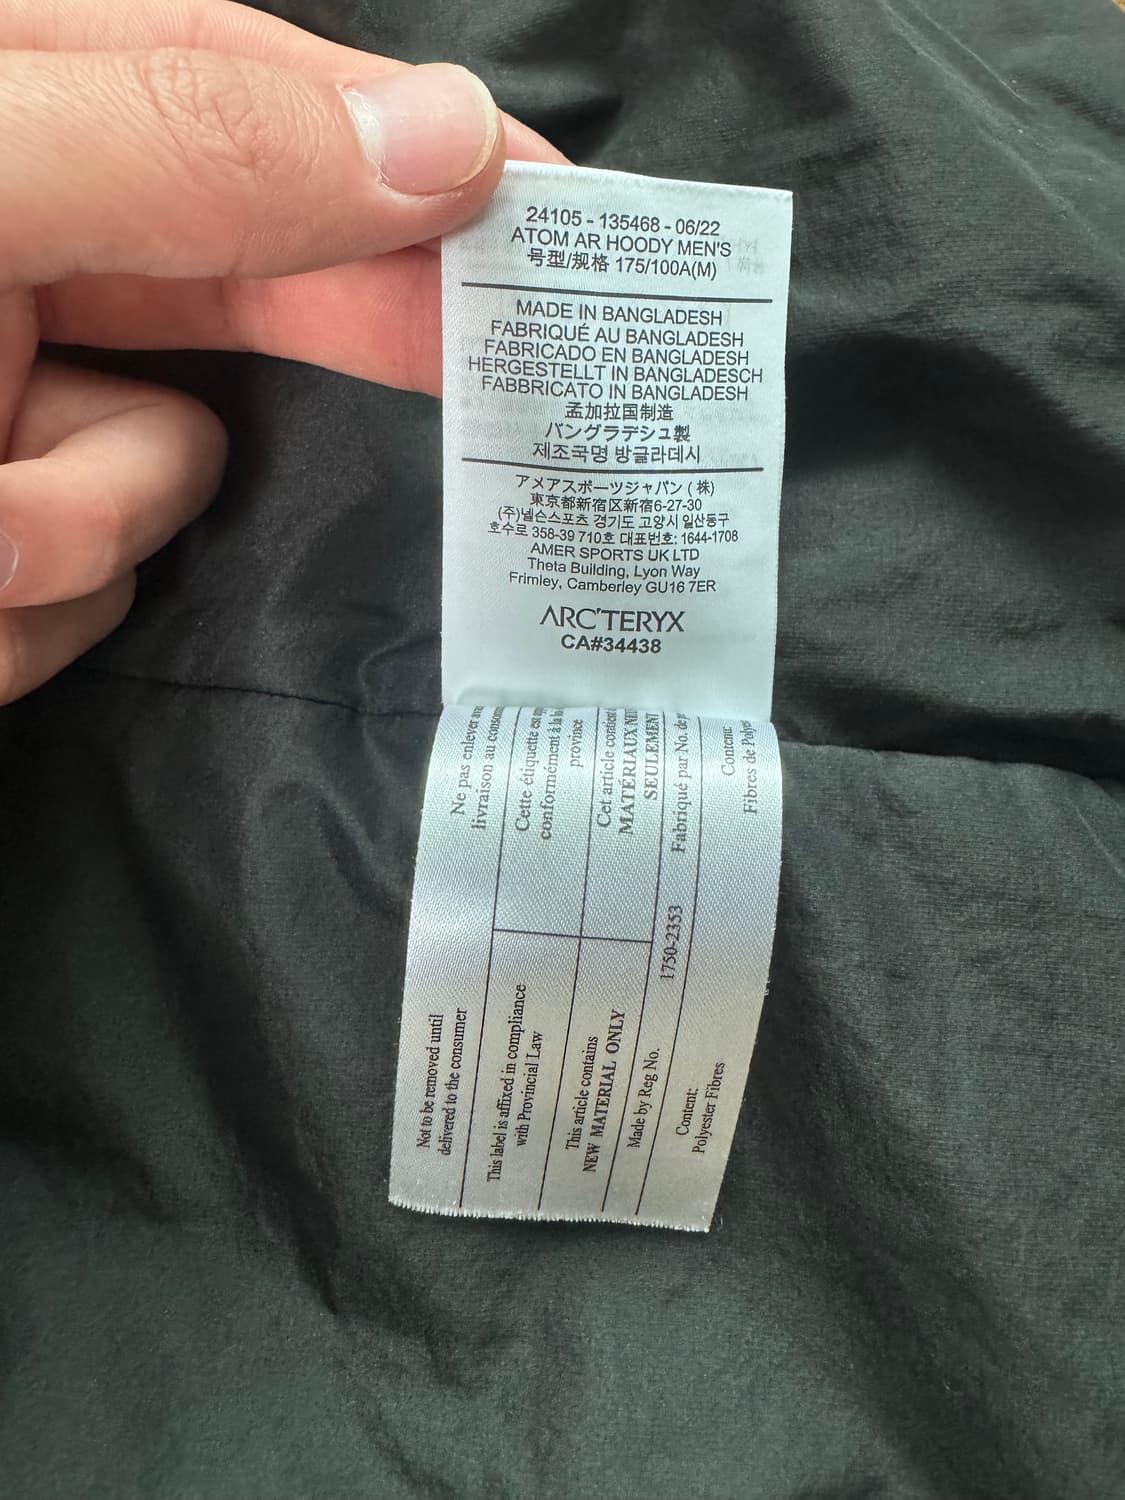 24105 - 135468 - 06/22
ATOM AR HOODY MEN'S
号型/规格 175/100A(M)
MADE IN BANGLADESH
FABRIQUÉ AU BANGLADESH
FABRICADO EN BANGLADESH
HERGESTELLT IN BANGLADESCH
FABBRICATO IN BANGLADESH
孟加拉国制造
バングラデシュ製
제조국명 방글라데시
アメアスポーツジャパン (株)
東京都新宿区新宿6-27-30
(주)넬슨스포츠 경기도 고양시 일산동구
호수로 358-39 710호 대표번호: 1644-1708
AMER SPORTS UK LTD
Theta Building, Lyon Way
Frimley, Camberley GU16 7ER
ARC'TERYX
CA#34438
Not to be removed until
delivered to the consumer
Ne pas enlever
livraison au
This label is affixed in compliance
with Provincial Law
Cette étiquette est
conformément à la
province
This article contains
NEW MATERIAL ONLY
Cet article contient
MATÉRIAUX
SEULEMENT
Made by Reg No.
1750-2353
Fabriqué par No. de
Content:
Polyester Fibres
Contenu:
Fibres de